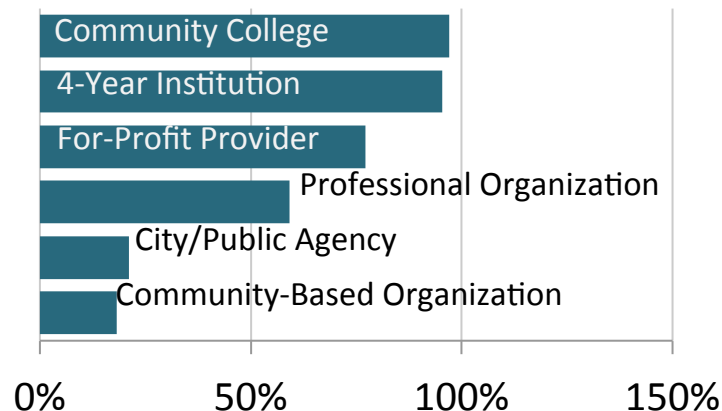 Community College
4-Year Institution
For-Profit Provider
Professional Organization
City/Public Agency
Community-Based Organization
0% 50% 100% 150%